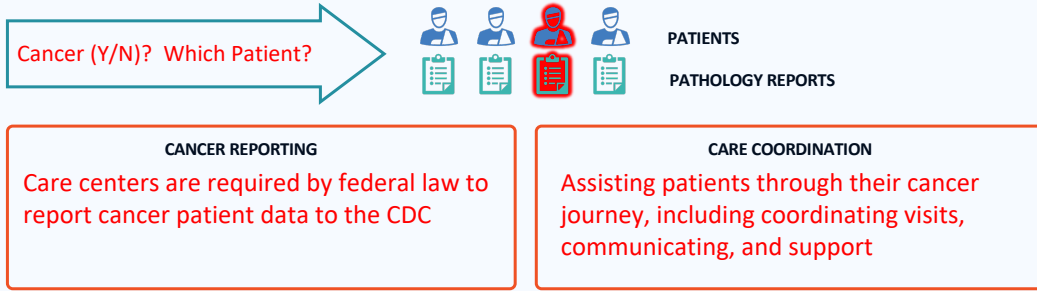 Cancer (Y/N)? Which Patient?
PATIENTS
PATHOLOGY REPORTS
CANCER REPORTING
Care centers are required by federal law to
report cancer patient data to the CDC
CARE COORDINATION
Assisting patients through their cancer
journey, including coordinating visits,
communicating, and support